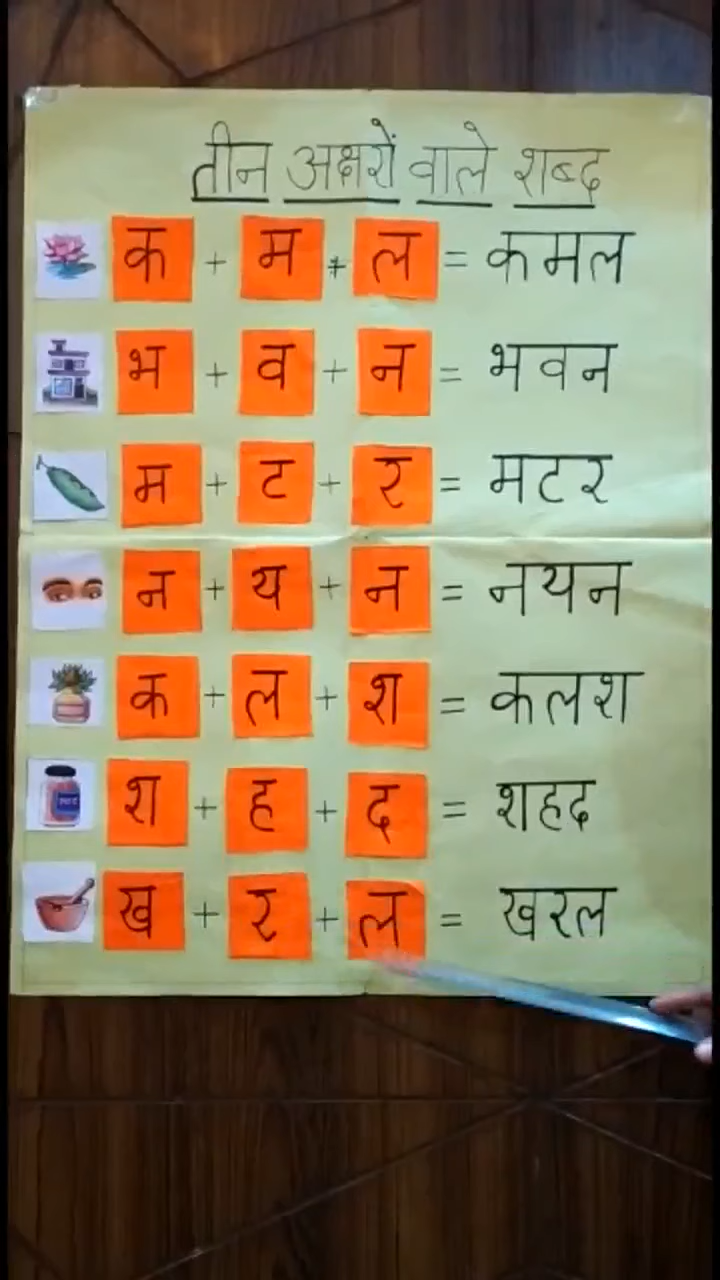 तीन अक्षरों वाले शब्द
क + म + ल = कमल
भ + व + न = भवन
म + ट + र = मटर
न + य + न = नयन
क + ल + श = कलश
श + ह + द = शहद
ख + र + ल = खरल